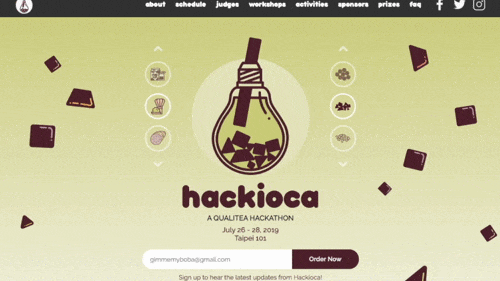 about schedule judges workshops activities sponsors prizes faq
hackioca
A QUALITEA HACKATHON
July 26 - 28, 2019
Taipei 101
gimmemyboba@gmail.com Order Now
Sign up to hear the latest updates from Hackioca!